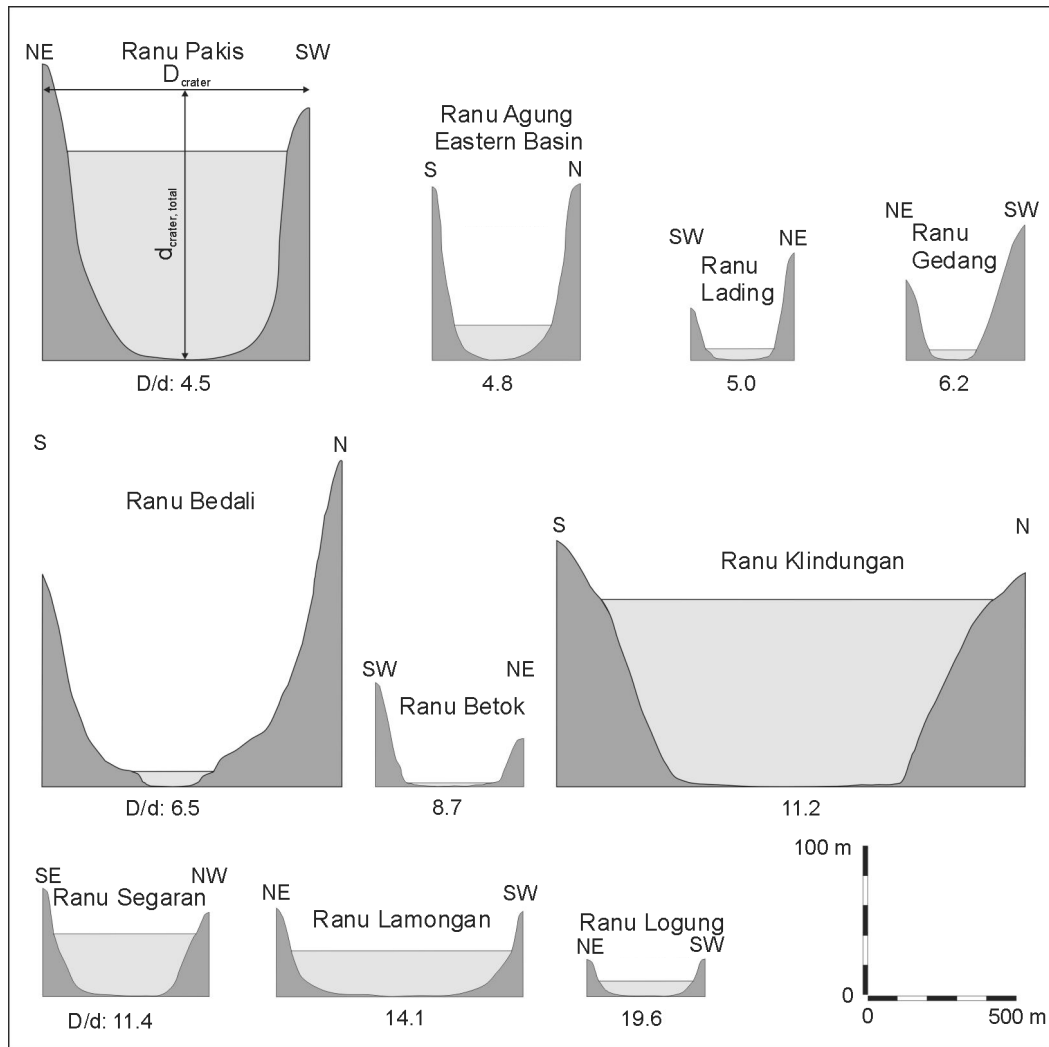 NE Ranu Pakis SW
D crater
d crater, total
D/d: 4.5
Ranu Agung
Eastern Basin
S N
4.8
SW NE
Ranu
Lading
5.0
NE SW
Ranu
Gedang
6.2
S N
Ranu Bedali
D/d: 6.5
SW NE
Ranu Betok
8.7
S N
Ranu Klindungan
11.2
SE NW
Ranu Segaran
D/d: 11.4
NE SW
Ranu Lamongan
14.1
Ranu Logung
NE SW
19.6
100 m
0
0 500 m